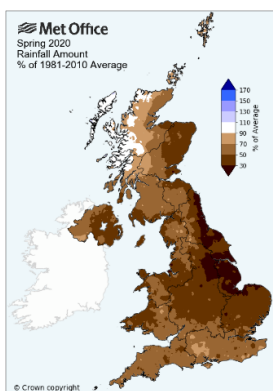 Met Office
Spring 2020
Rainfall Amount
% of 1981-2010 Average
170
150
130
110
90
70
50
30
% of Average
© Crown copyright